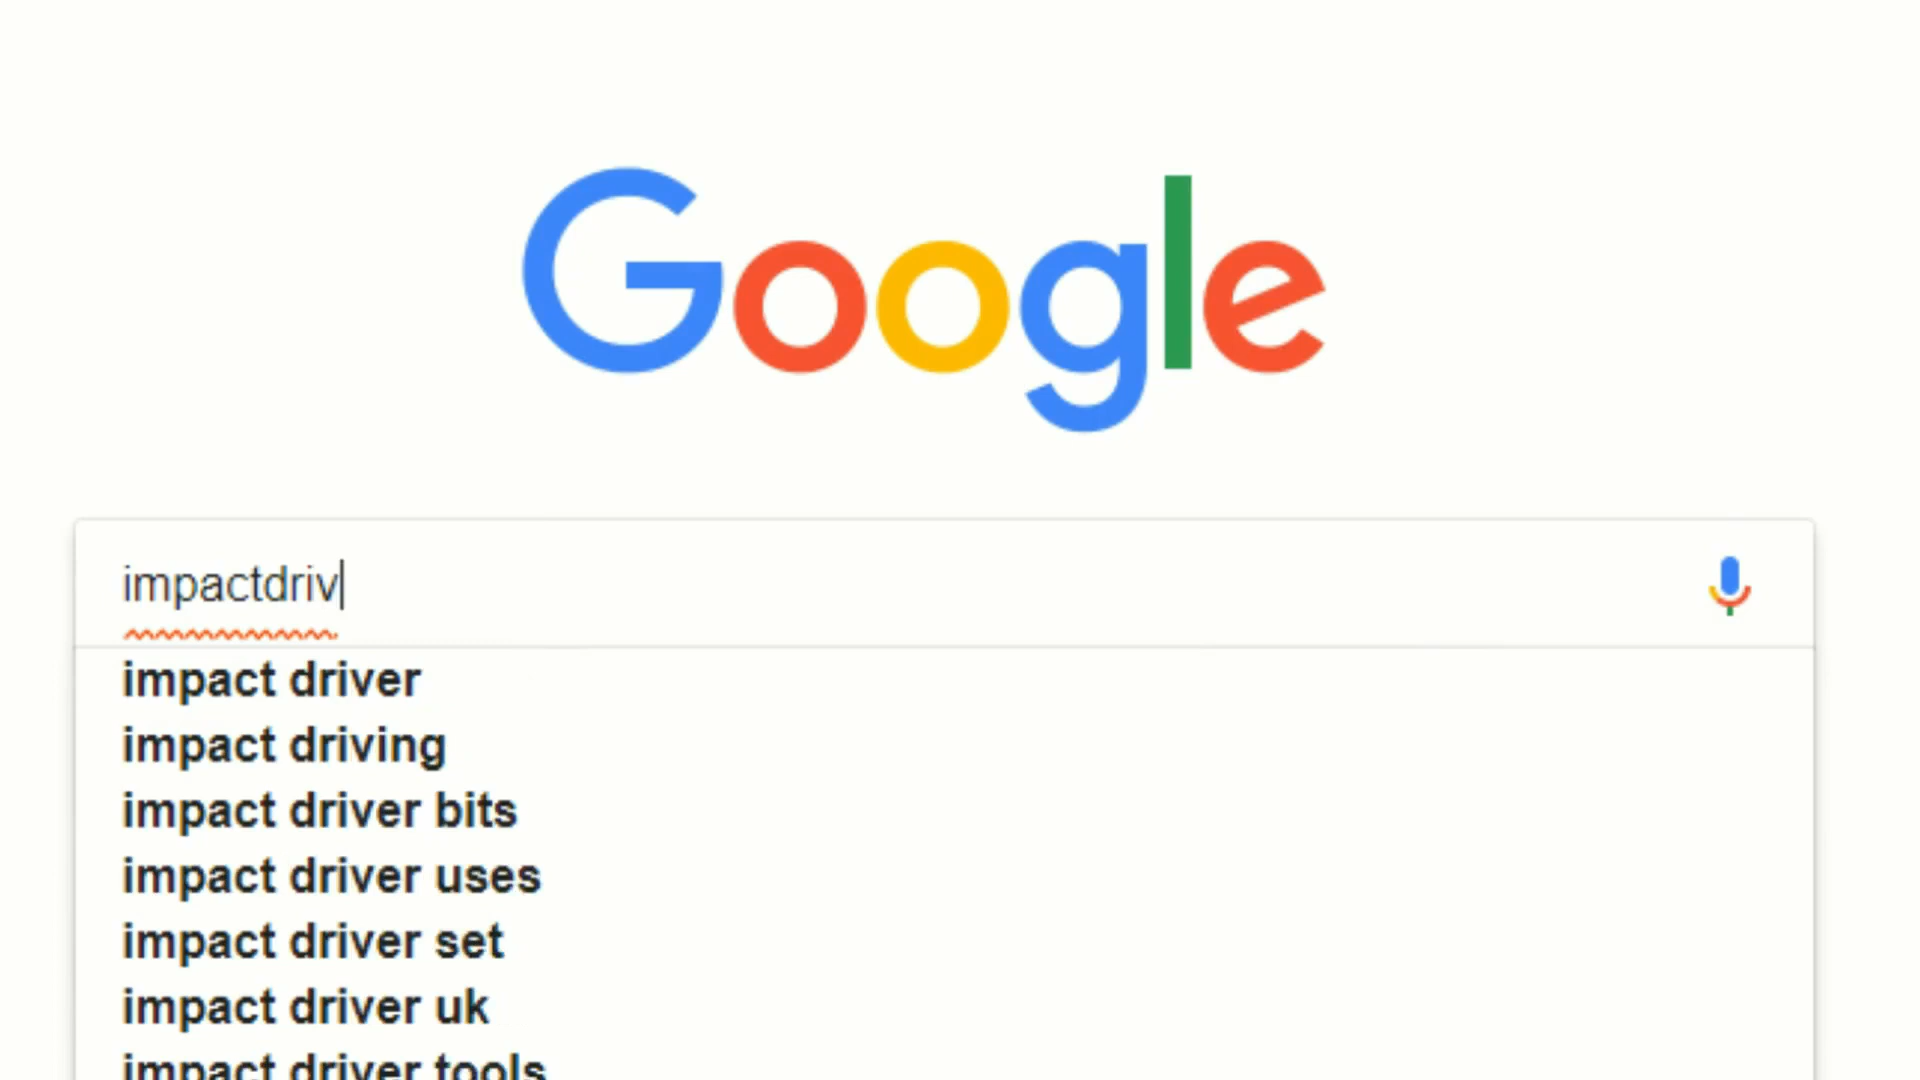 Google
impactdriv
impact driver
impact driving
impact driver bits
impact driver uses
impact driver set
impact driver uk
impact driver tools